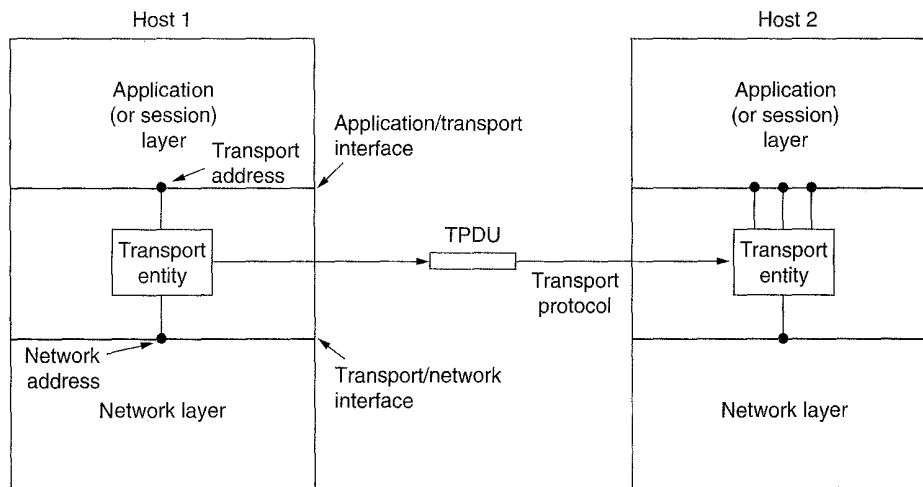 Host 1
Host 2
Application
(or session)
layer
Transport
address
Application/transport
interface
Application
(or session)
layer
TPDU
Transport
entity
Transport
protocol
Transport
entity
Network
address
Transport/network
interface
Network layer
Network layer